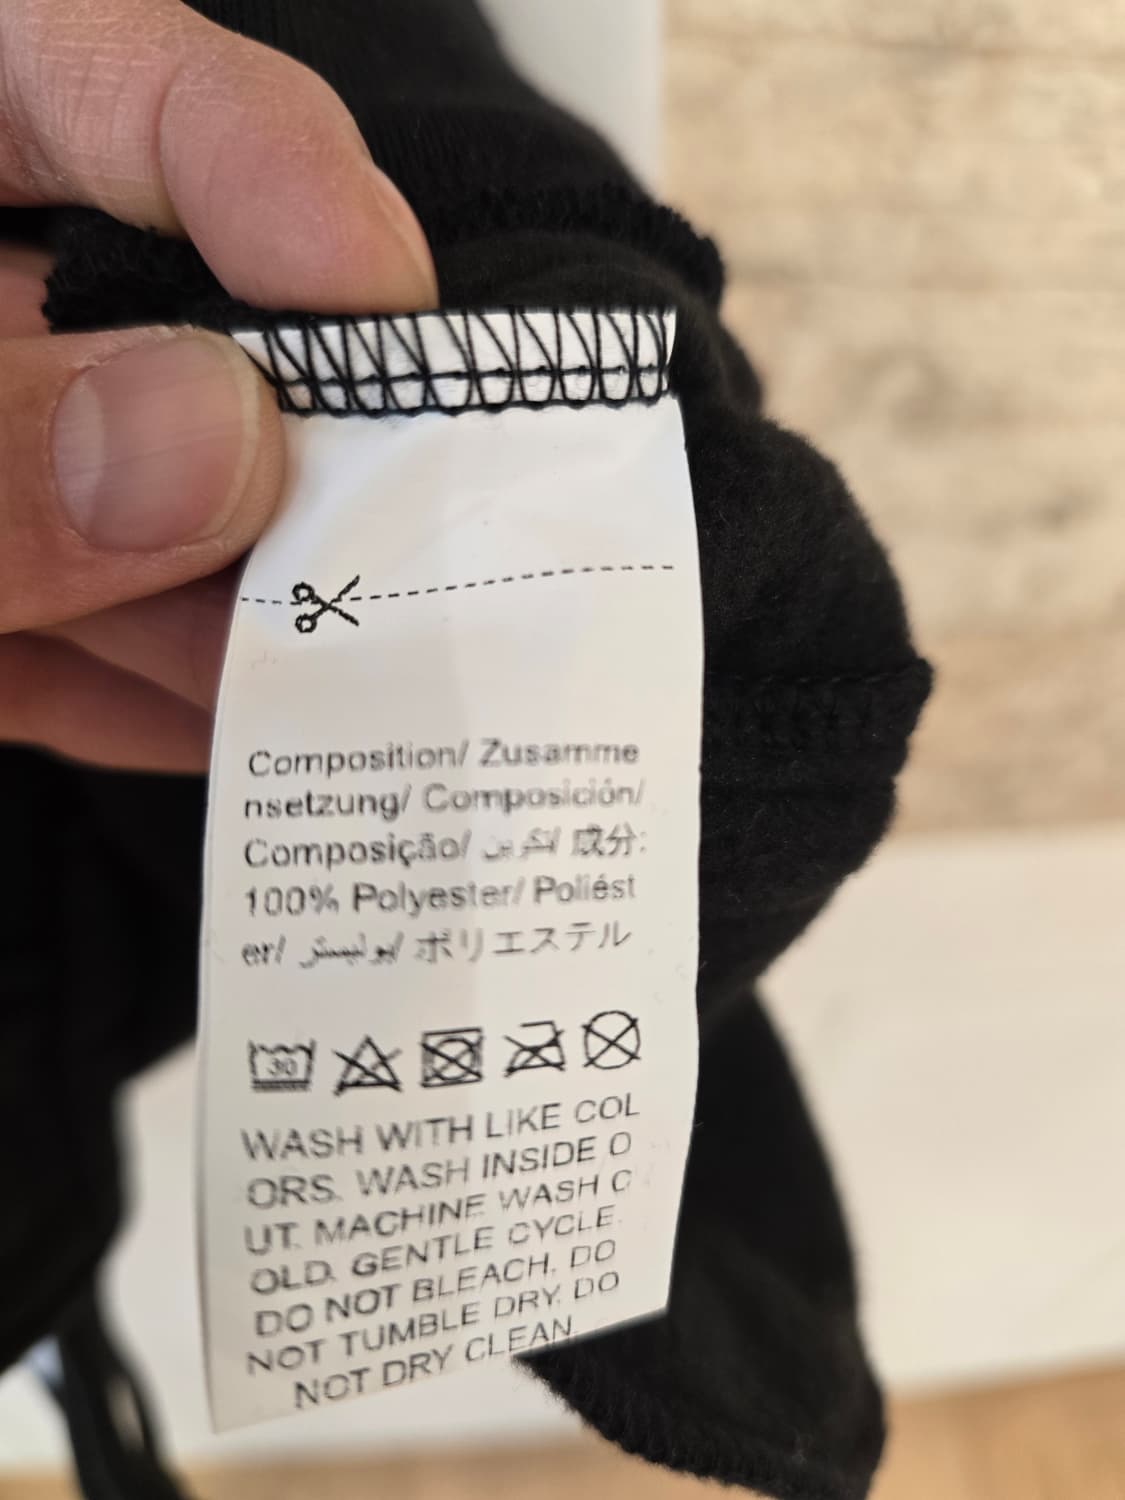 Composition/ Zusamme
nsetzung/ Composición/
Composição/ 成分:
100% Polyester/ Poliést
er/ بوليستر/ ポリエステル
30
WASH WITH LIKE COL
ORS. WASH INSIDE O
UT. MACHINE WASH C
OLD. GENTLE CYCLE.
DO NOT BLEACH. DO
NOT TUMBLE DRY. DO
NOT DRY CLEAN.